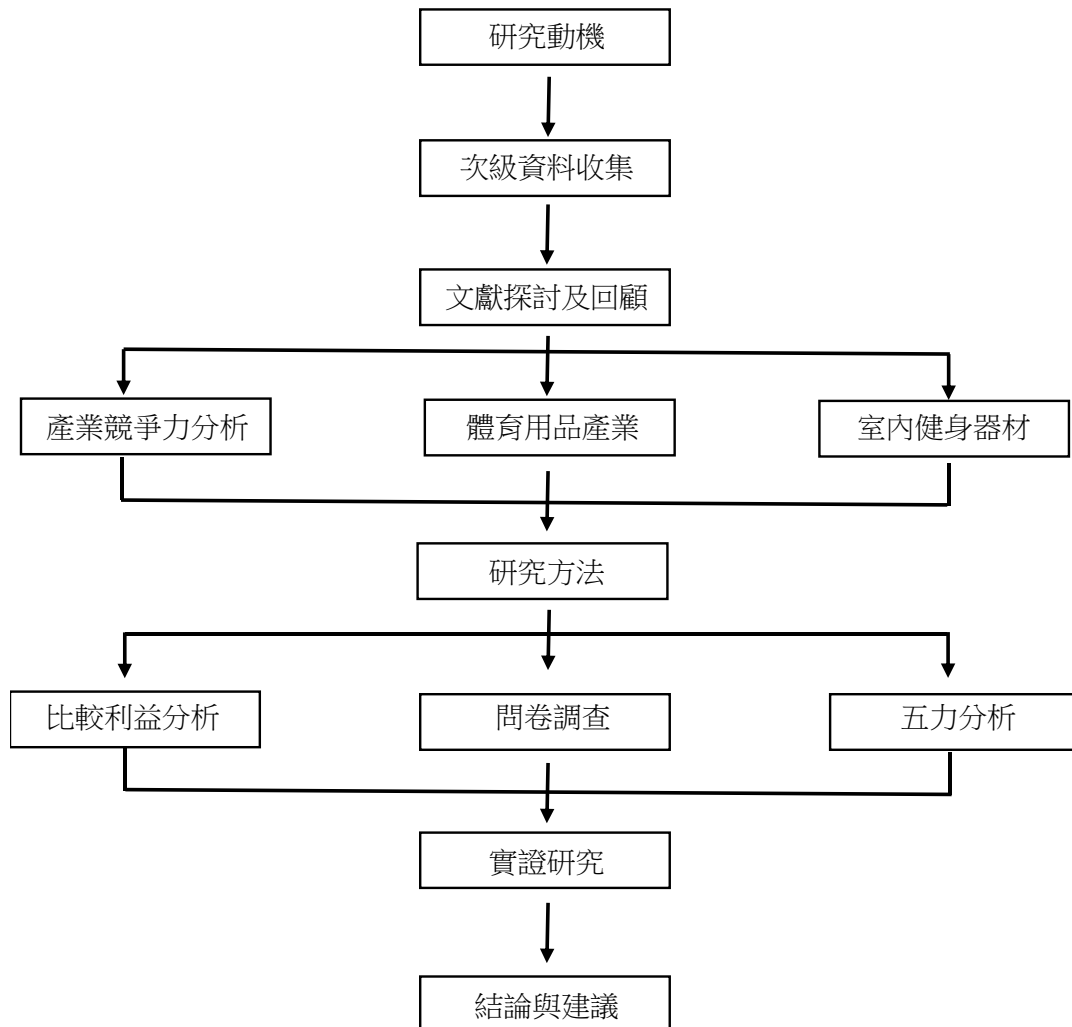 研究動機
次級資料收集
文獻探討及回顧
產業競爭力分析
體育用品產業
室內健身器材
研究方法
比較利益分析
問卷調查
五力分析
實證研究
結論與建議